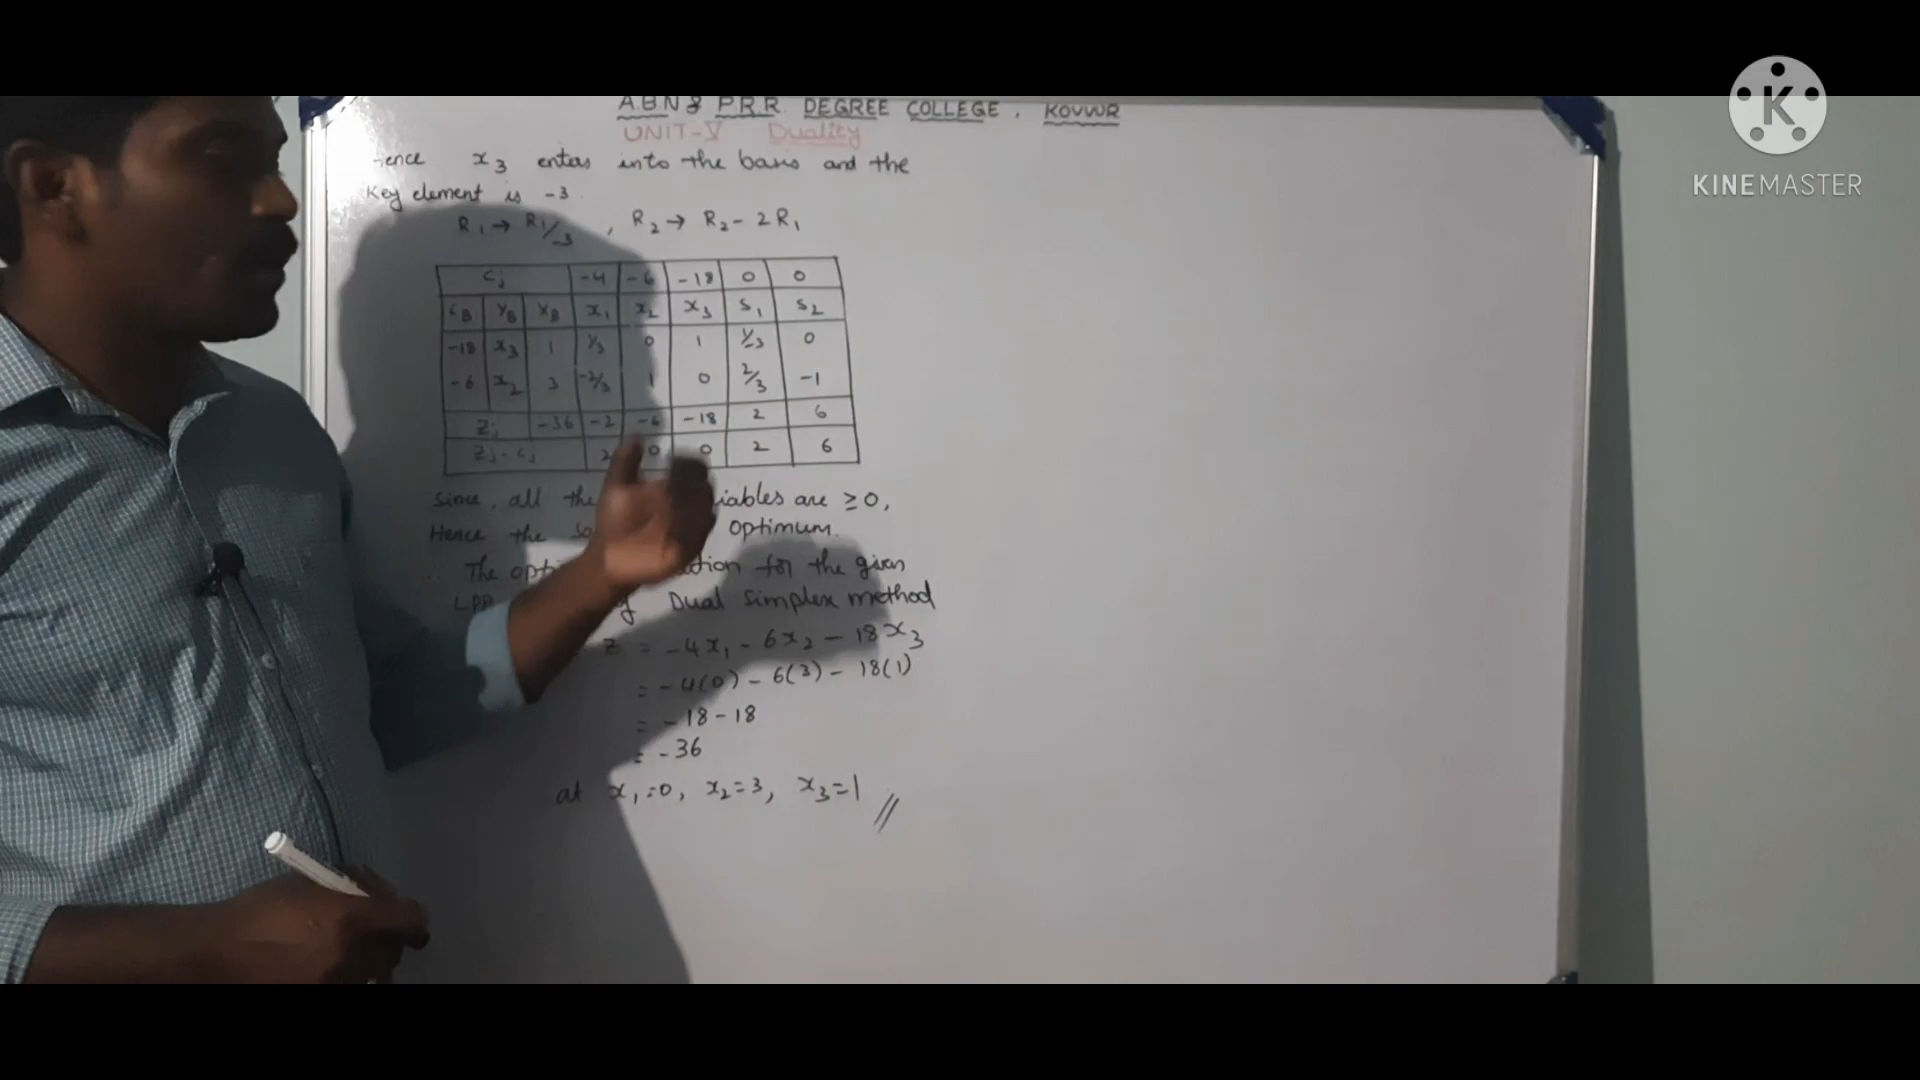 A.B.N & P.R.R. DEGREE COLLEGE, KOVVUR
UNIT-V Duality
ence x3 enters into the basis and the
Key element is -3.
R1 → R1/-3 , R2 → R2 - 2R1
Cj -4 -6 -18 0 0
CB YB XB x1 x2 x3 S1 S2
-18 x3 1 1/3 0 1 1/-3 0
-6 x2 3 -2/3 1 0 2/3 -1
Zj -36 -2 -6 -18 2 6
Zj - Cj 2 0 0 2 6
Since, all the iables are ≥ 0,
Hence the so optimum.
The opti tion for the given
LPP g Dual Simplex method
Z = -4x1 - 6x2 - 18x3
= -4(0) - 6(3) - 18(1)
= -18-18
= -36
at x1=0, x2=3, x3=1 //
K
KINEMASTER